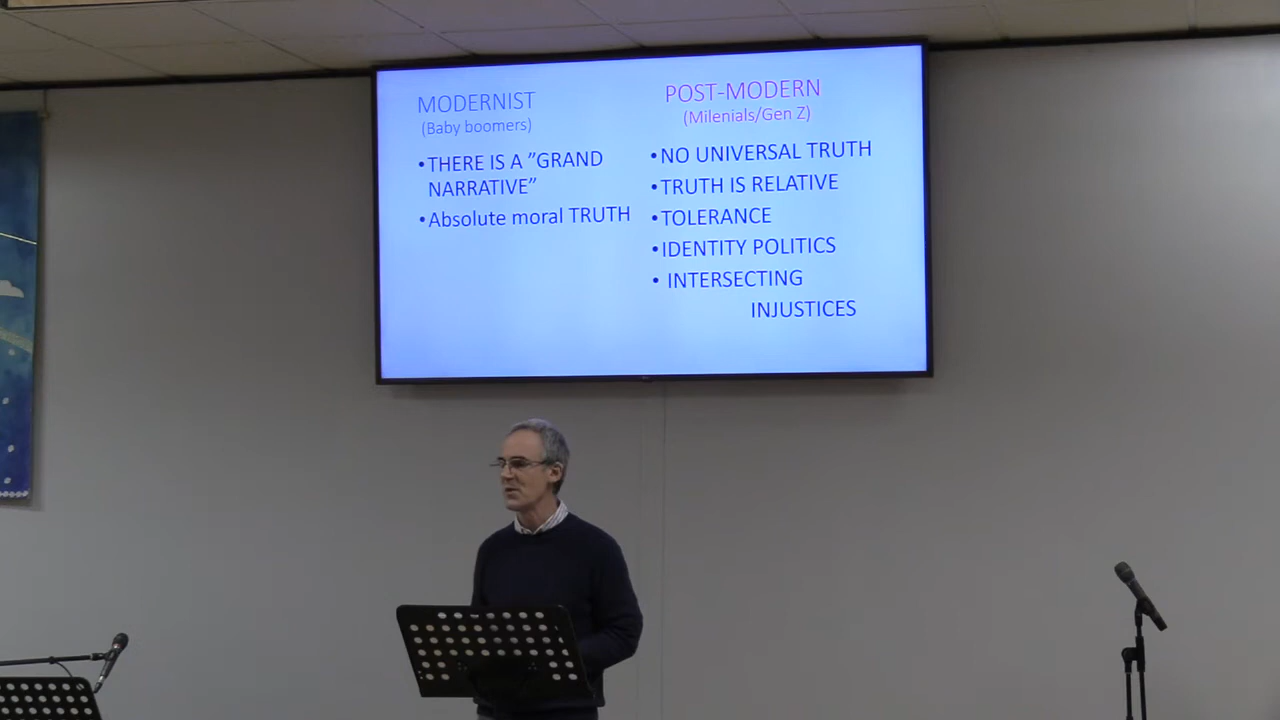 MODERNIST
(Baby boomers)
•THERE IS A ”GRAND
NARRATIVE”
•Absolute moral TRUTH
POST-MODERN
(Milenials/Gen Z)
•NO UNIVERSAL TRUTH
•TRUTH IS RELATIVE
•TOLERANCE
•IDENTITY POLITICS
• INTERSECTING
INJUSTICES